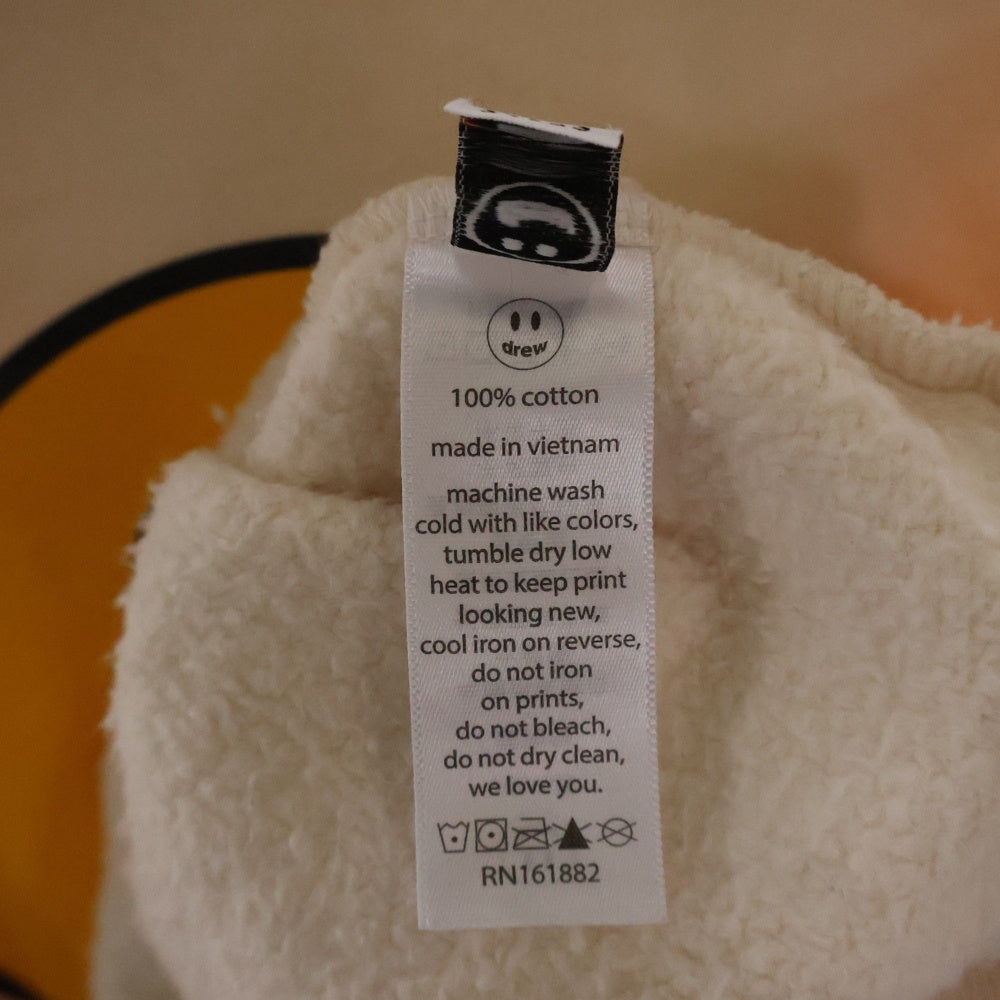 drew
100% cotton
made in vietnam
machine wash
cold with like colors,
tumble dry low
heat to keep print
looking new,
cool iron on reverse,
do not iron
on prints,
do not bleach,
do not dry clean,
we love you.
RN161882